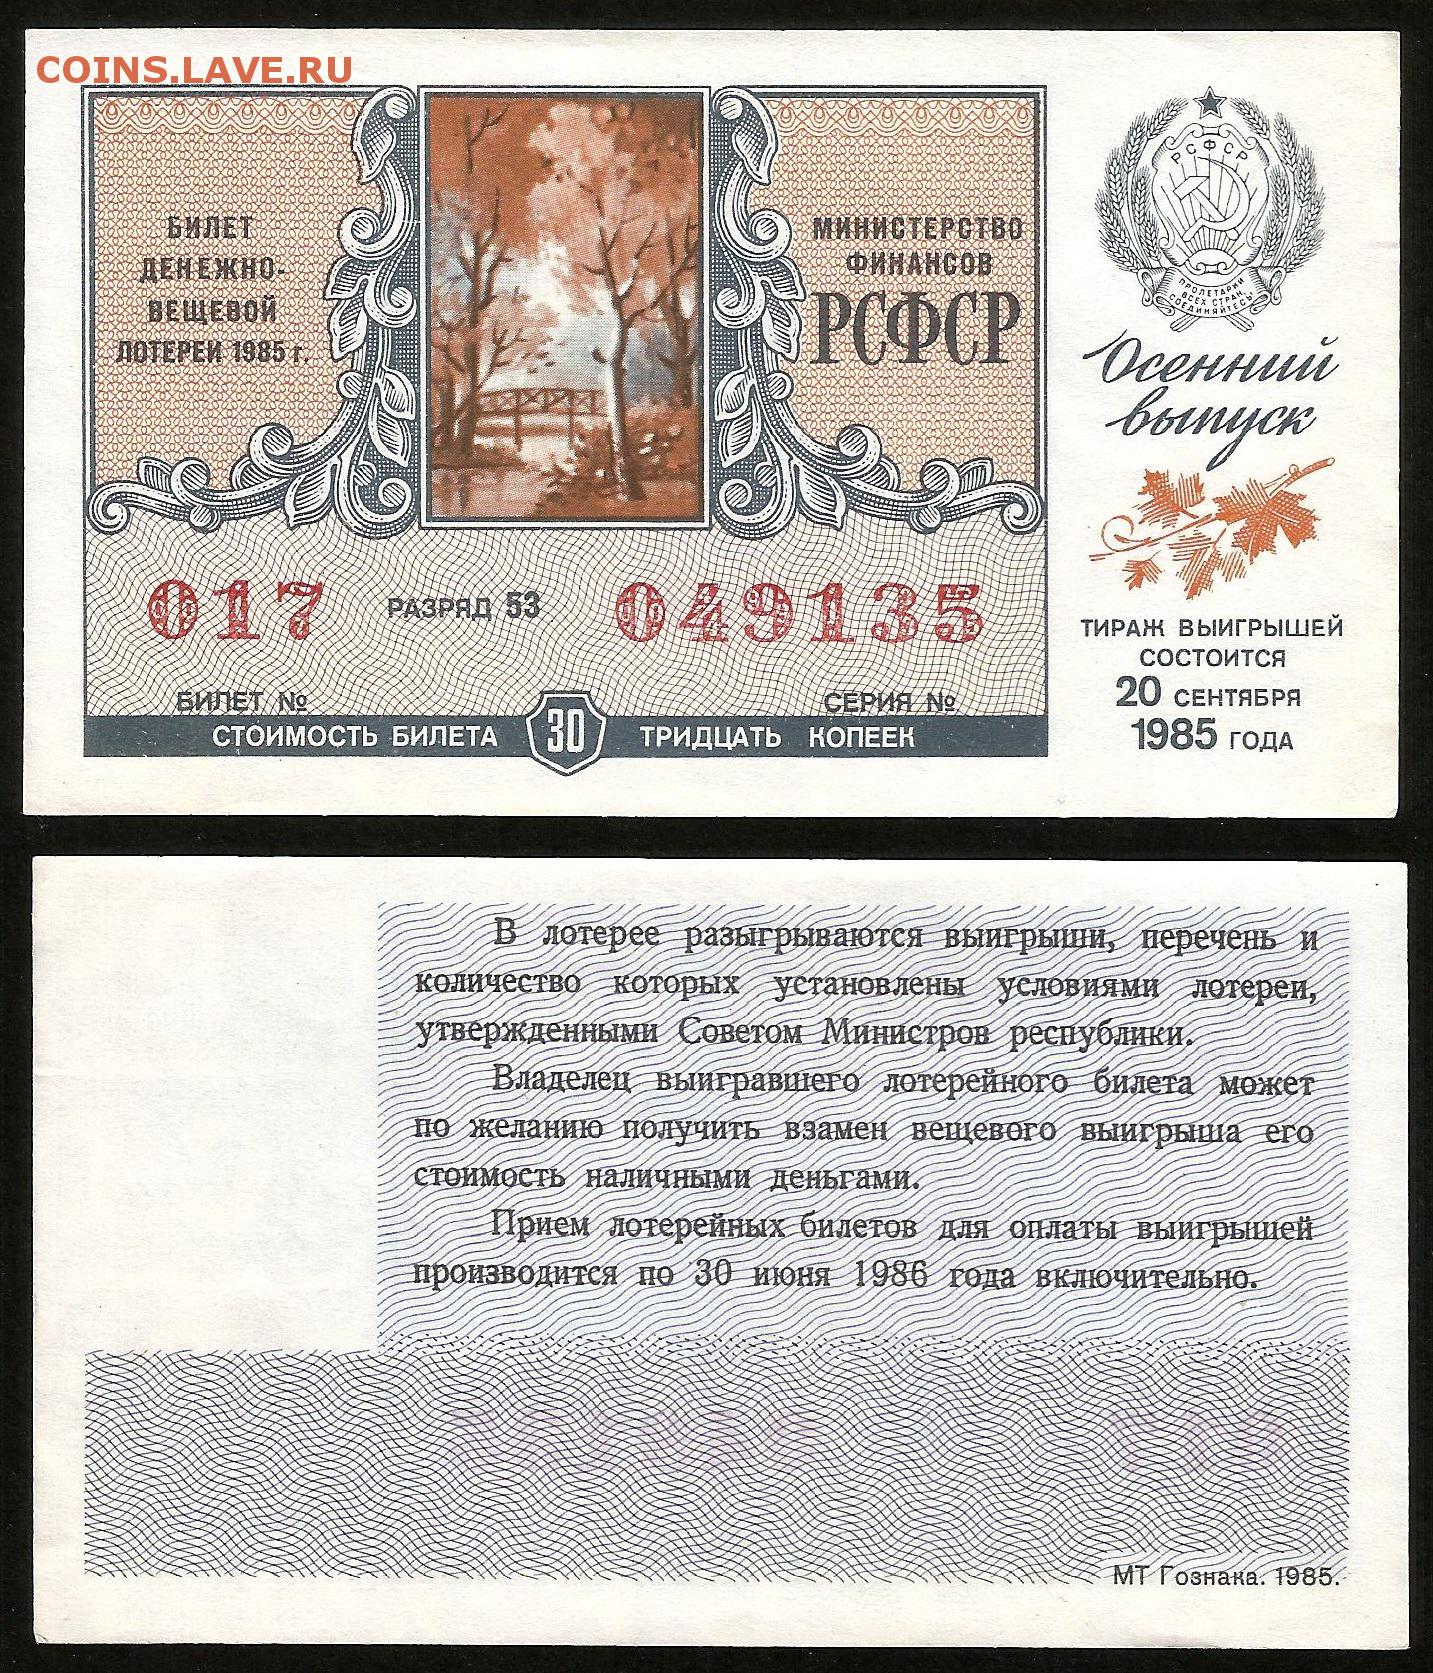 COINS.LAVE.RU
БИЛЕТ
ДЕНЕЖНО-
ВЕЩЕВОЙ
ЛОТЕРЕИ 1985 г.
МИНИСТЕРСТВО
ФИНАНСОВ
РСФСР
РСФСР
ПРОЛЕТАРИИ
ВСЕХ СТРАН,
СОЕДИНЯЙТЕСЬ!
Осенний
выпуск
017 РАЗРЯД 53 049135
БИЛЕТ № СЕРИЯ №
СТОИМОСТЬ БИЛЕТА 30 ТРИДЦАТЬ КОПЕЕК
ТИРАЖ ВЫИГРЫШЕЙ
СОСТОИТСЯ
20 СЕНТЯБРЯ
1985 ГОДА
В лотерее разыгрываются выигрыши, перечень и
количество которых установлены условиями лотереи,
утвержденными Советом Министров республики.
Владелец выигравшего лотерейного билета может
по желанию получить взамен вещевого выигрыша его
стоимость наличными деньгами.
Прием лотерейных билетов для оплаты выигрышей
производится по 30 июня 1986 года включительно.
МТ Гознака. 1985.